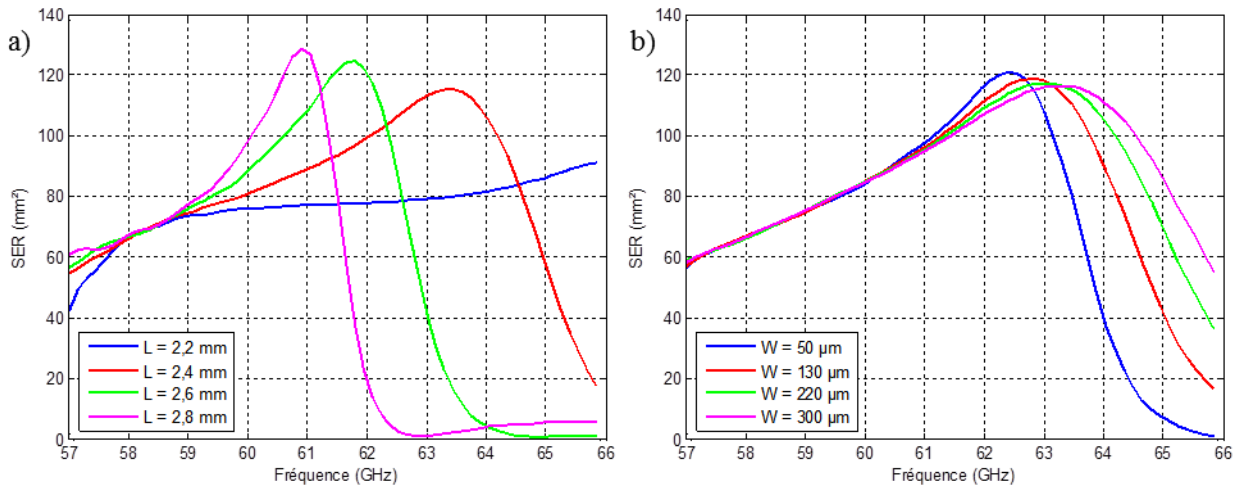 a)
SER (mm²)
140
120
100
80
60
40
20
0
57 58 59 60 61 62 63 64 65 66
Fréquence (GHz)
L = 2,2 mm
L = 2,4 mm
L = 2,6 mm
L = 2,8 mm
b)
SER (mm²)
140
120
100
80
60
40
20
0
57 58 59 60 61 62 63 64 65 66
Fréquence (GHz)
W = 50 µm
W = 130 µm
W = 220 µm
W = 300 µm